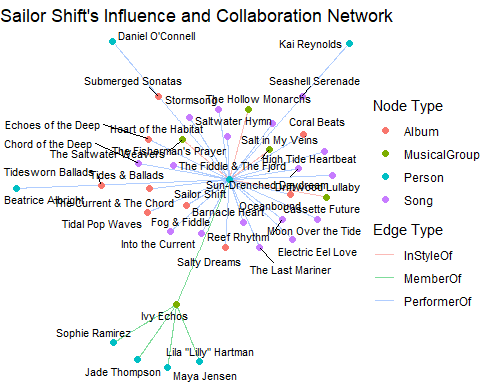 Sailor Shift's Influence and Collaboration Network
Daniel O'Connell
Kai Reynolds
Submerged Sonatas
Seashell Serenade
Stormsong
The Hollow Monarchs
Saltwater Hymn
Coral Beats
Echoes of the Deep
Heart of the Habitat
Chord of the Deep
The Fisherman's Prayer
Salt in My Veins
The Saltwater Weavers
High Tide Heartbeat
Tidesworn Ballads
Tides & Ballads
The Fiddle & The Fjord
Sun-Drenched Daydream
Driftwood Lullaby
Beatrice Albright
Sailor Shift
The Current & The Chord
Oceanbound
Cassette Future
Barnacle Heart
Tidal Pop Waves
Fog & Fiddle
Moon Over the Tide
Into the Current
Reef Rhythm
Electric Eel Love
Salty Dreams
The Last Mariner
Ivy Echos
Sophie Ramirez
Lila "Lilly" Hartman
Jade Thompson
Maya Jensen
Node Type
Album
MusicalGroup
Person
Song
Edge Type
InStyleOf
MemberOf
PerformerOf